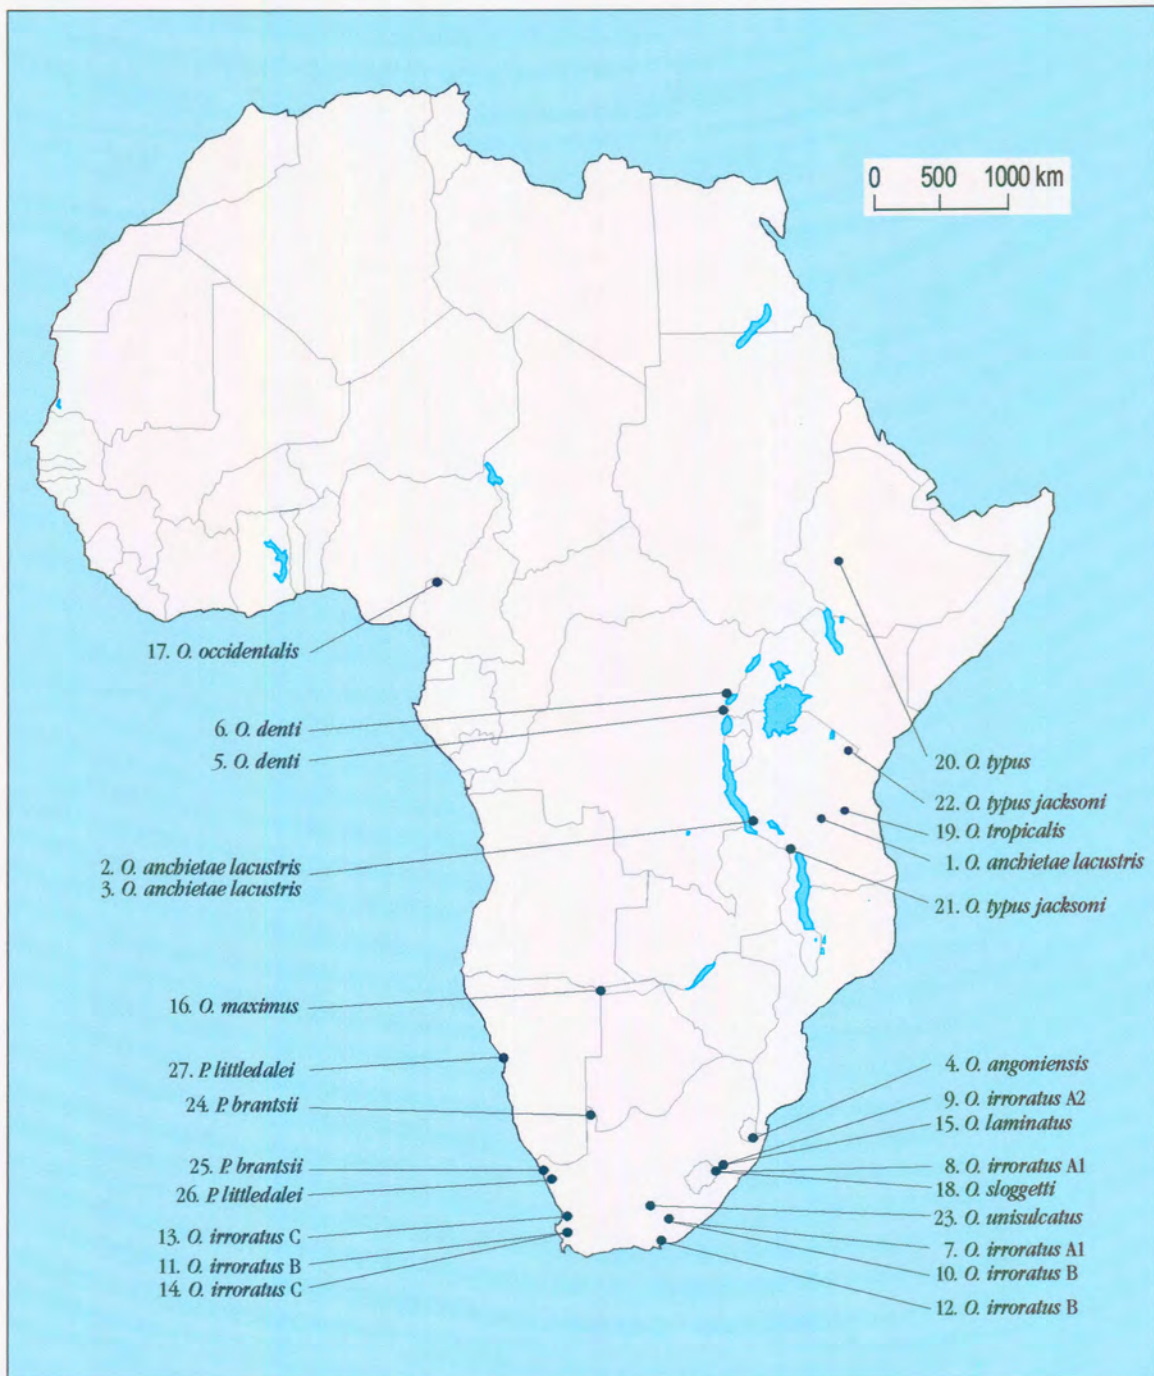 0 500 1000 km
17. O. occidentalis
6. O. denti
5. O. denti
2. O. anchietae lacustris
3. O. anchietae lacustris
16. O. maximus
27. P. littledalei
24. P. brantsii
25. P. brantsii
26. P. littledalei
13. O. irroratus C
11. O. irroratus B
14. O. irroratus C
20. O. typus
22. O. typus jacksoni
19. O. tropicalis
1. O. anchietae lacustris
21. O. typus jacksoni
4. O. angoniensis
9. O. irroratus A2
15. O. laminatus
8. O. irroratus A1
18. O. sloggetti
23. O. unisulcatus
7. O. irroratus A1
10. O. irroratus B
12. O. irroratus B